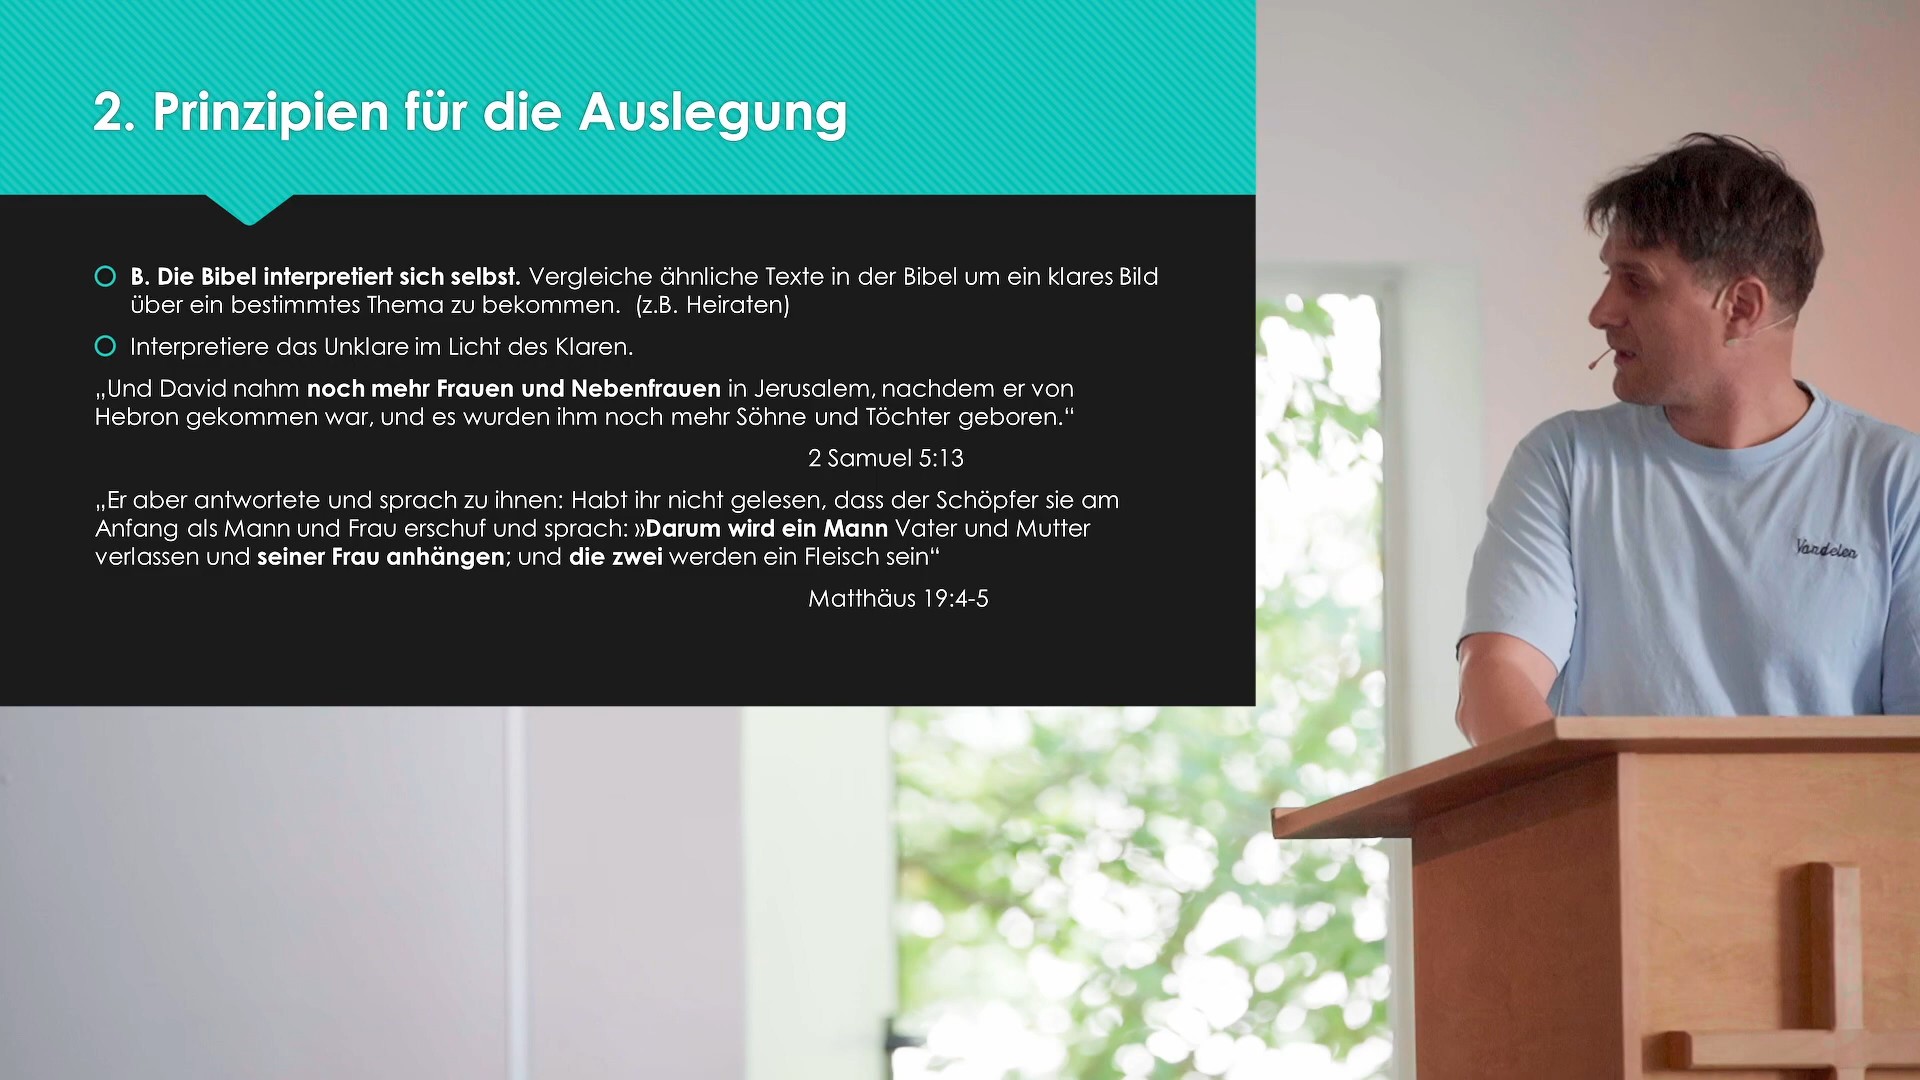 2. Prinzipien für die Auslegung
B. Die Bibel interpretiert sich selbst. Vergleiche ähnliche Texte in der Bibel um ein klares Bild
über ein bestimmtes Thema zu bekommen. (z.B. Heiraten)
Interpretiere das Unklare im Licht des Klaren.
„Und David nahm noch mehr Frauen und Nebenfrauen in Jerusalem, nachdem er von
Hebron gekommen war, und es wurden ihm noch mehr Söhne und Töchter geboren.“
2 Samuel 5:13
„Er aber antwortete und sprach zu ihnen: Habt ihr nicht gelesen, dass der Schöpfer sie am
Anfang als Mann und Frau erschuf und sprach: »Darum wird ein Mann Vater und Mutter
verlassen und seiner Frau anhängen; und die zwei werden ein Fleisch sein“
Matthäus 19:4-5
Vandelen